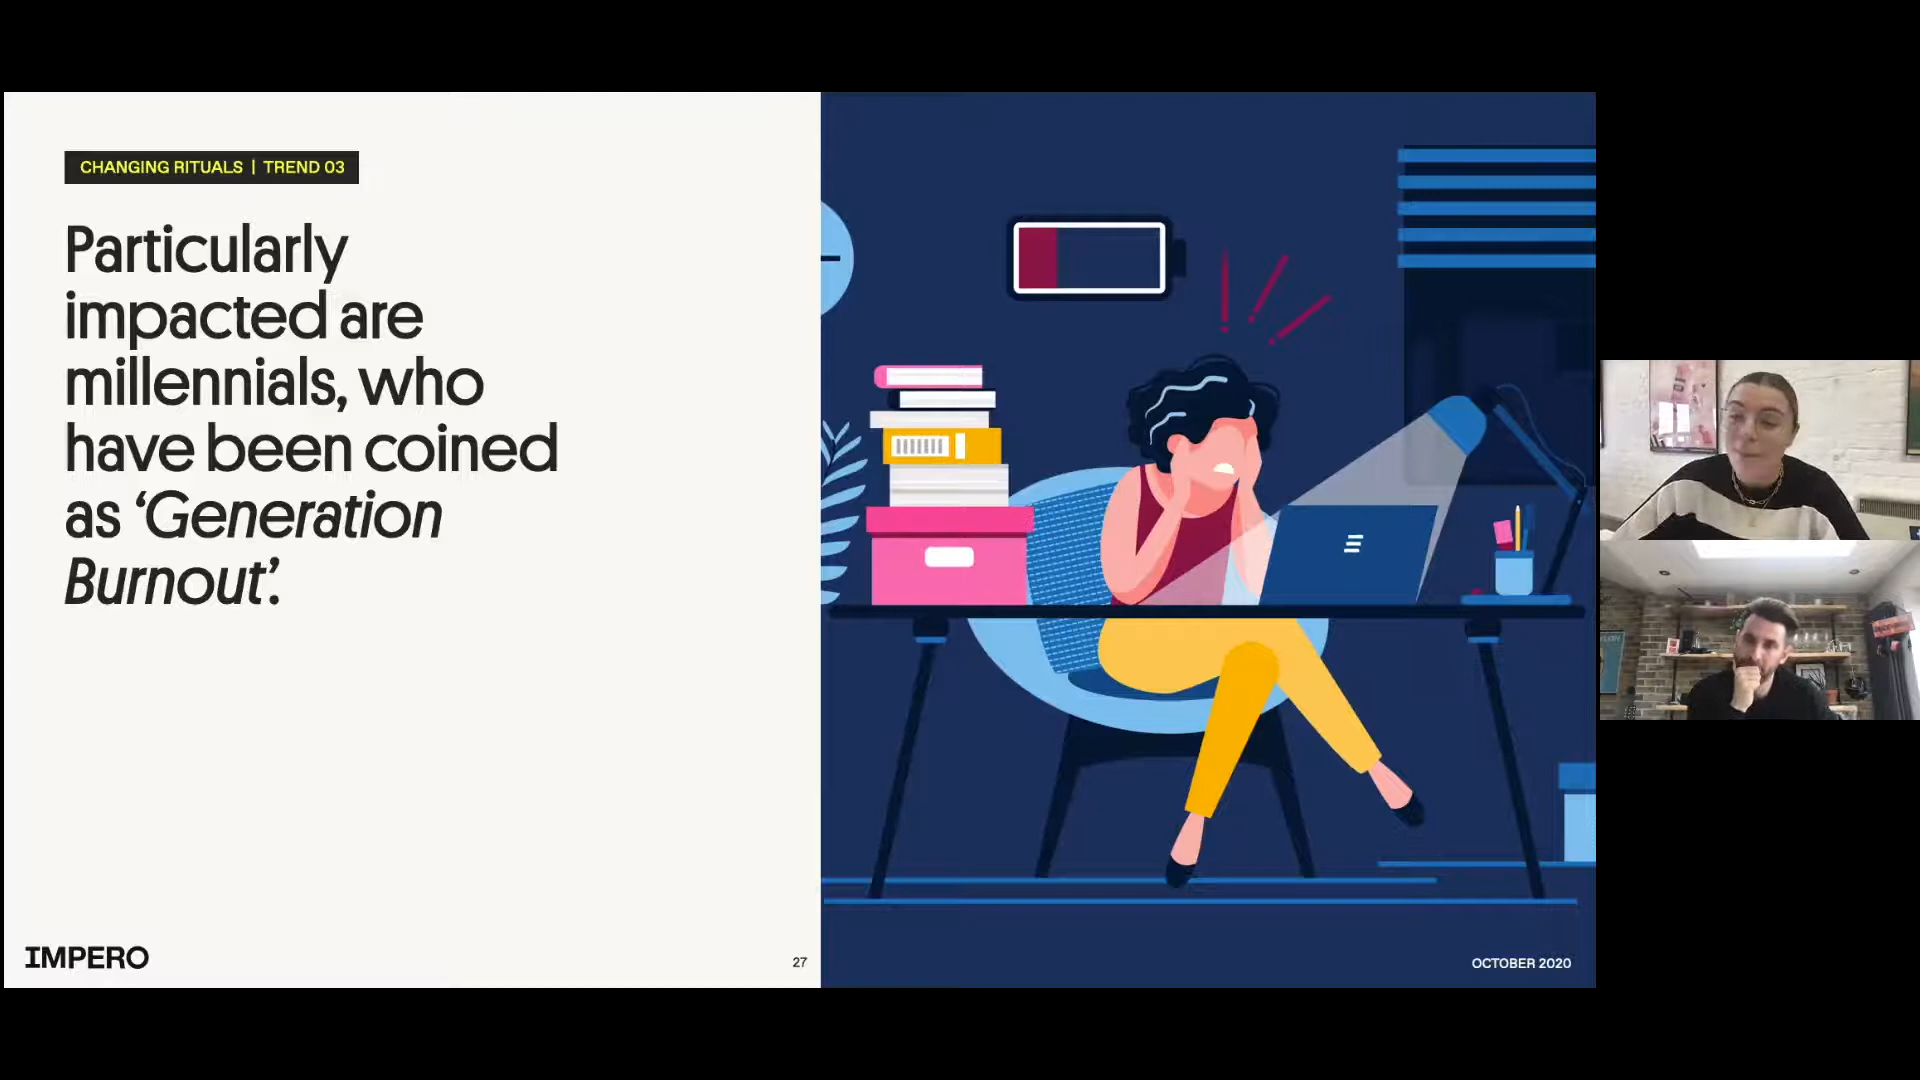 CHANGING RITUALS | TREND 03
Particularly
impacted are
millennials, who
have been coined
as ‘Generation
Burnout’.
IMPERO
27
OCTOBER 2020